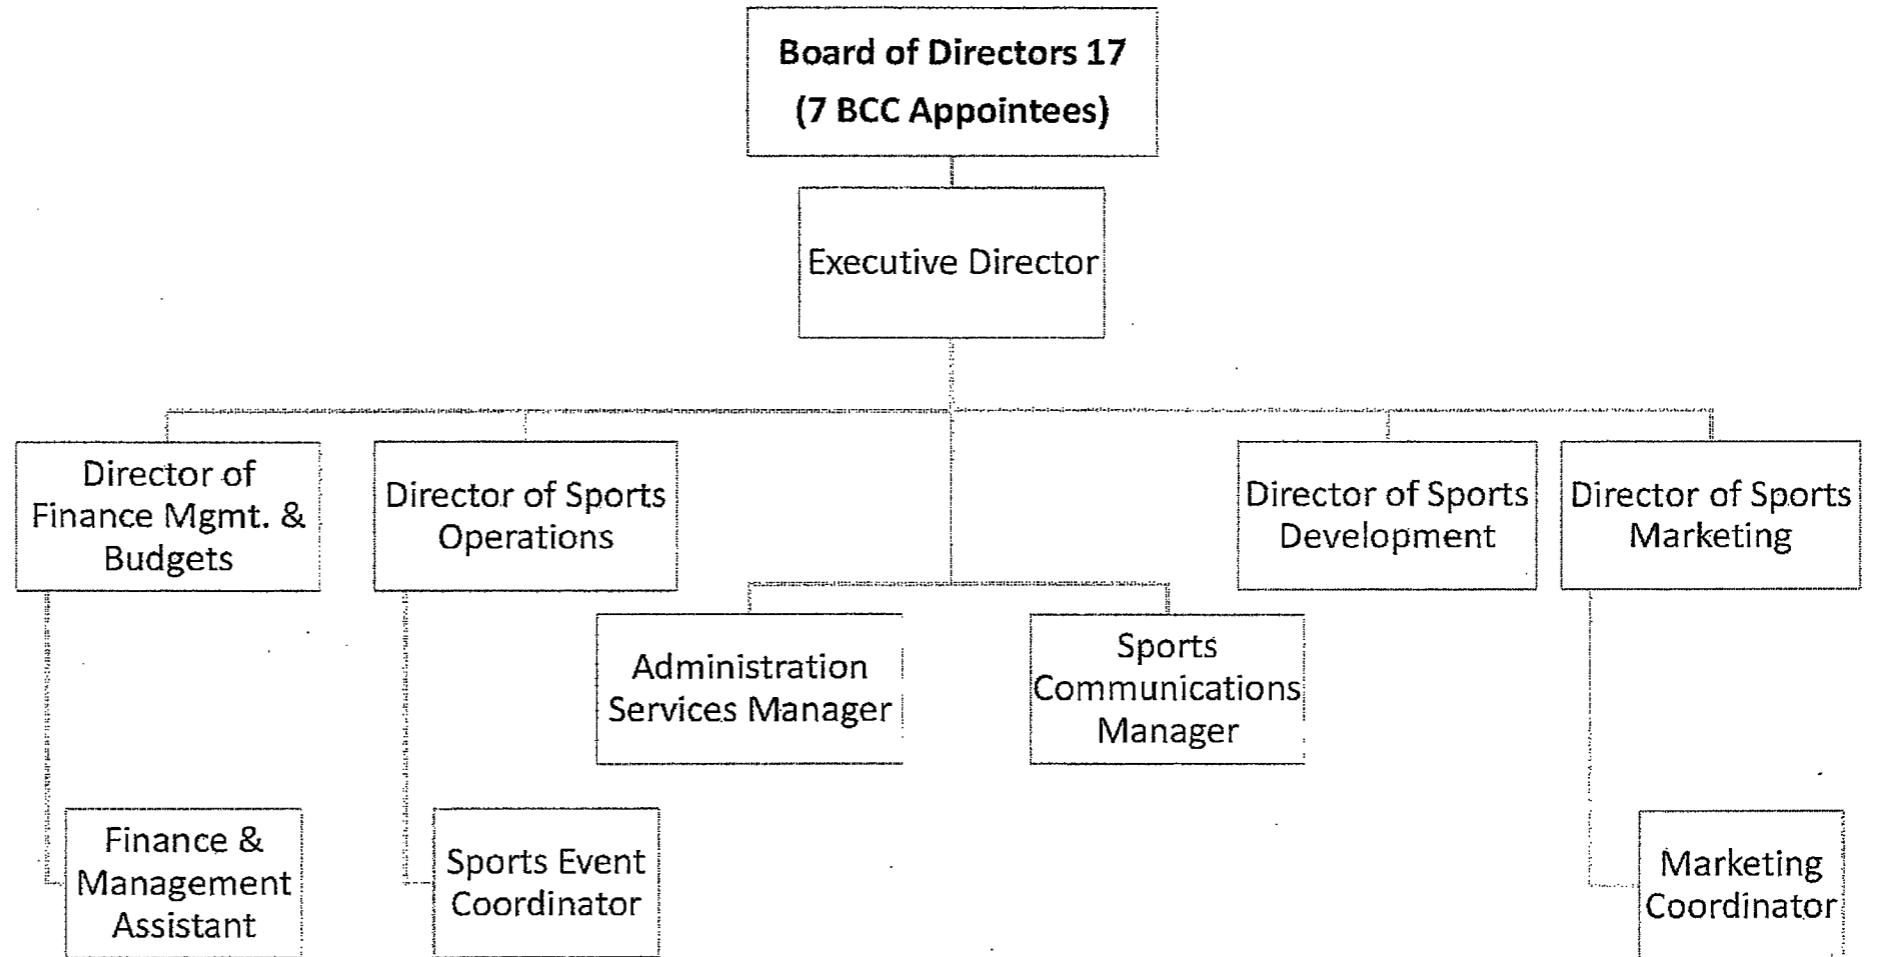 Board of Directors 17
(7 BCC Appointees)
Executive Director
Director of
Finance Mgmt. &
Budgets
Director of Sports
Operations
Director of Sports
Development
Director of Sports
Marketing
Administration
Services Manager
Sports
Communications
Manager
Finance &
Management
Assistant
Sports Event
Coordinator
Marketing
Coordinator